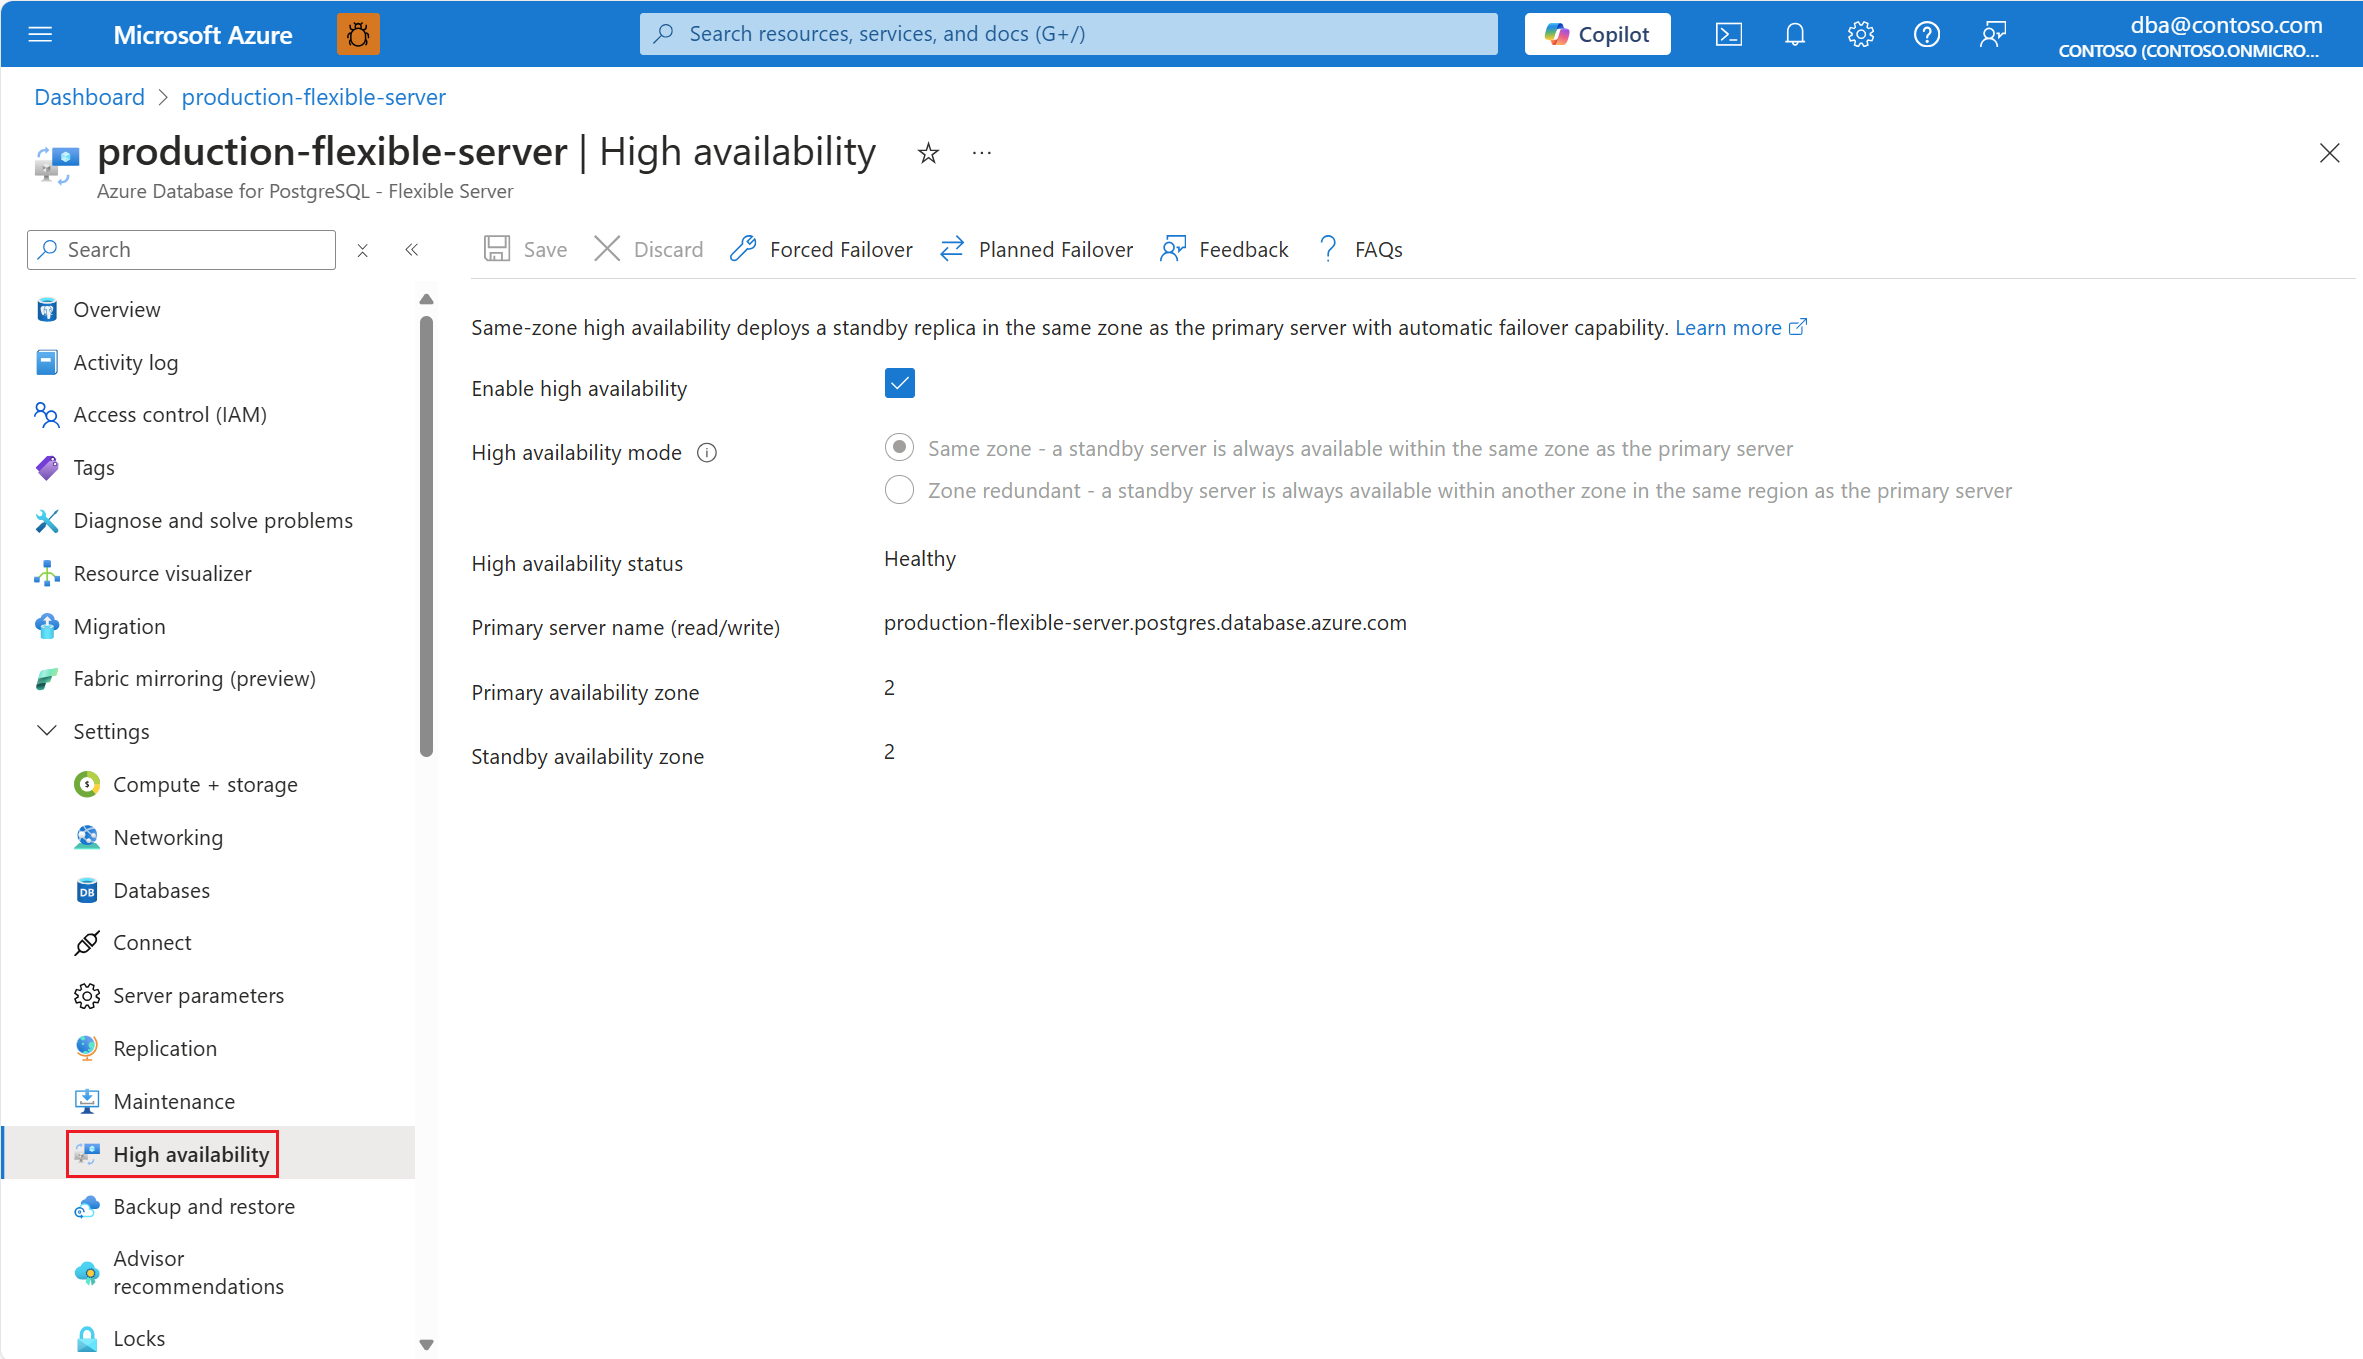 Microsoft Azure
Search resources, services, and docs (G+/)
Copilot
dba@contoso.com
CONTOSO (CONTOSO.ONMICRO...
Dashboard > production-flexible-server
production-flexible-server | High availability
Azure Database for PostgreSQL - Flexible Server
Search
Save
Discard
Forced Failover
Planned Failover
Feedback
FAQs
Overview
Activity log
Access control (IAM)
Tags
Diagnose and solve problems
Resource visualizer
Migration
Fabric mirroring (preview)
Settings
Compute + storage
Networking
Databases
Connect
Server parameters
Replication
Maintenance
High availability
Backup and restore
Advisor
recommendations
Locks
Same-zone high availability deploys a standby replica in the same zone as the primary server with automatic failover capability. Learn more
Enable high availability
High availability mode
Same zone - a standby server is always available within the same zone as the primary server
Zone redundant - a standby server is always available within another zone in the same region as the primary server
High availability status
Healthy
Primary server name (read/write)
production-flexible-server.postgres.database.azure.com
Primary availability zone
2
Standby availability zone
2